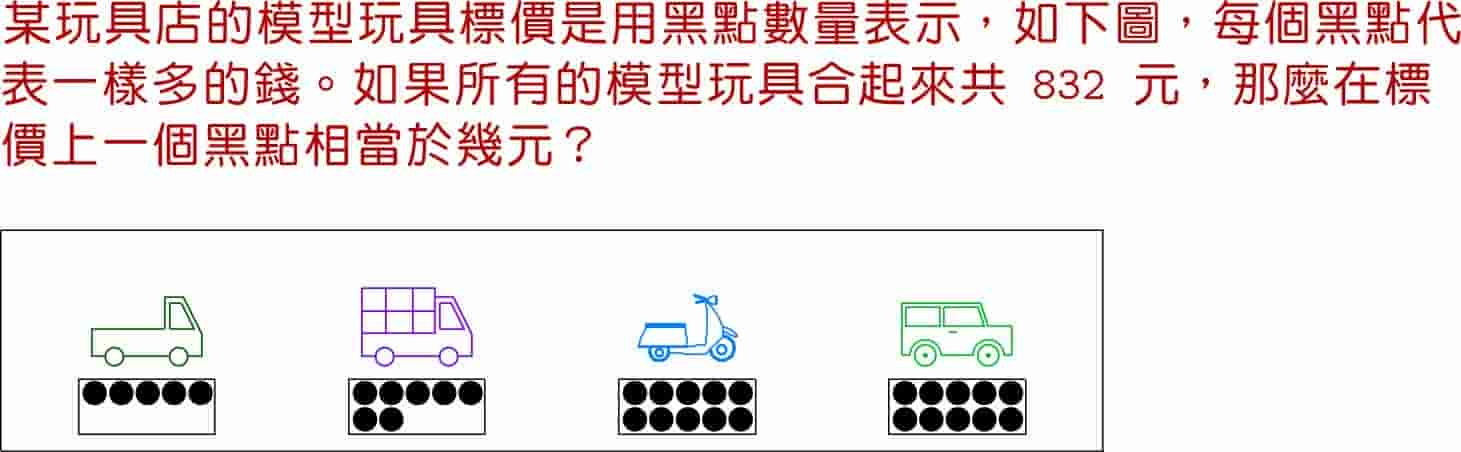 某玩具店的模型玩具標價是用黑點數量表示，如下圖，每個黑點代
表一樣多的錢。如果所有的模型玩具合起來共 832 元，那麼在標
價上一個黑點相當於幾元？